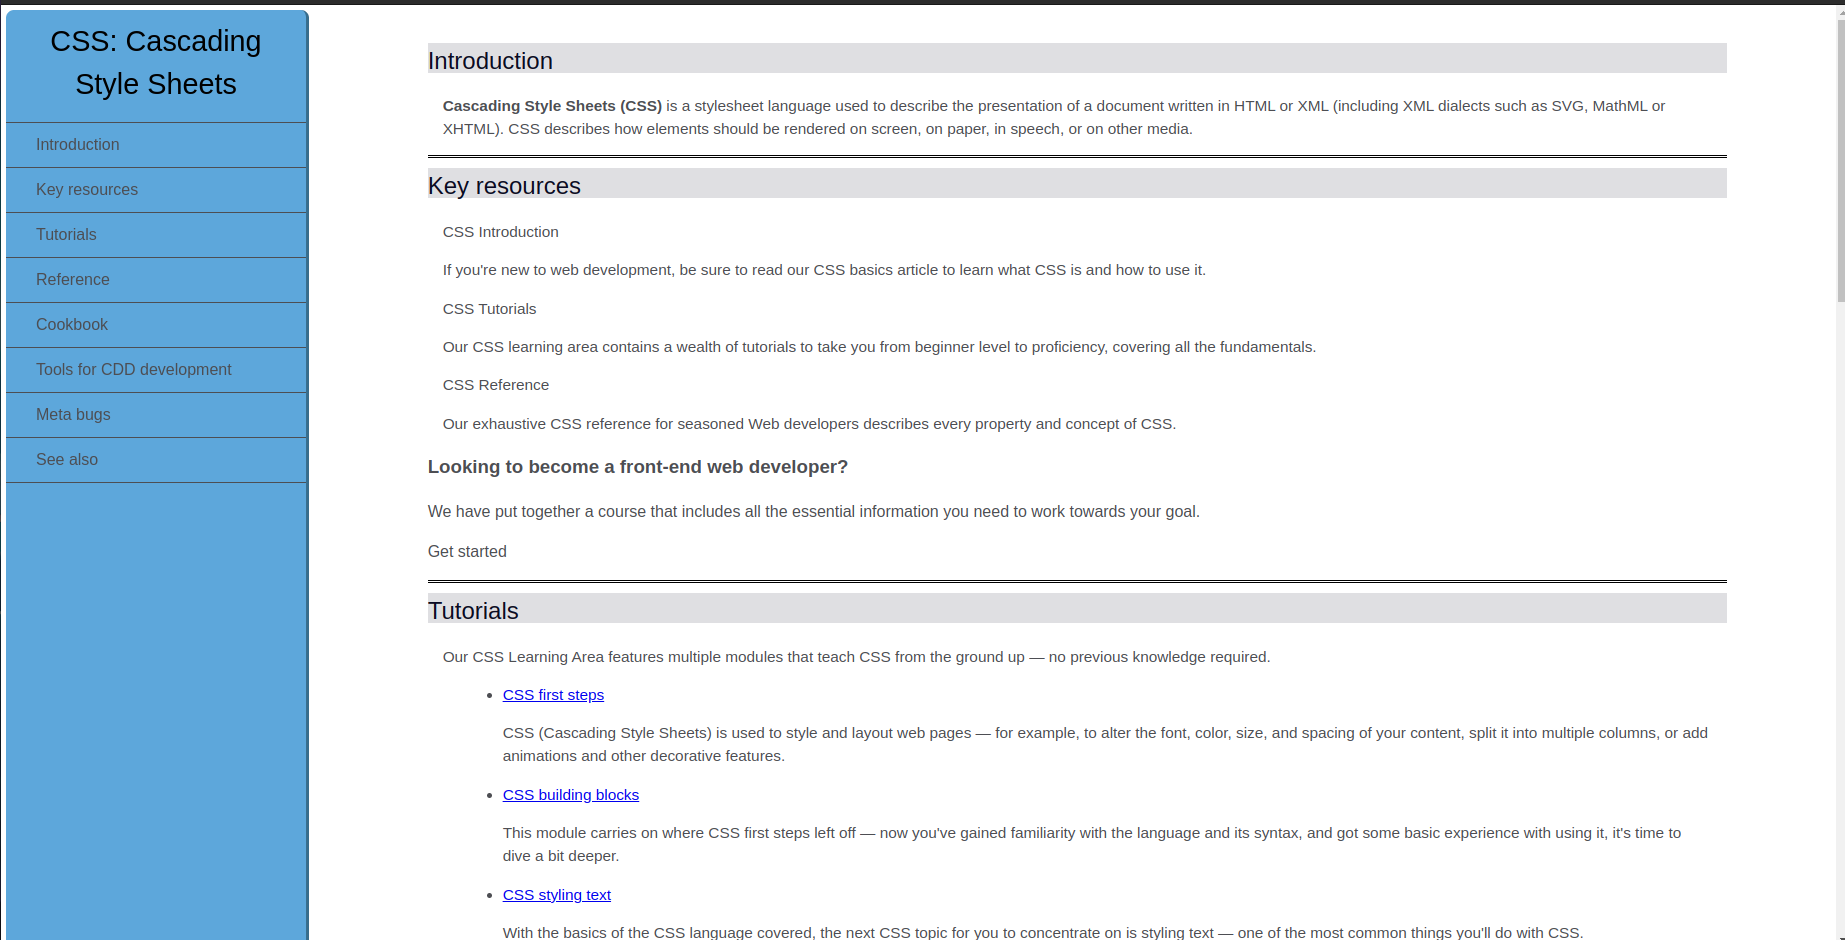 CSS: Cascading
Style Sheets
Introduction
Key resources
Tutorials
Reference
Cookbook
Tools for CDD development
Meta bugs
See also
Introduction
Cascading Style Sheets (CSS) is a stylesheet language used to describe the presentation of a document written in HTML or XML (including XML dialects such as SVG, MathML or
XHTML). CSS describes how elements should be rendered on screen, on paper, in speech, or on other media.
Key resources
CSS Introduction
If you're new to web development, be sure to read our CSS basics article to learn what CSS is and how to use it.
CSS Tutorials
Our CSS learning area contains a wealth of tutorials to take you from beginner level to proficiency, covering all the fundamentals.
CSS Reference
Our exhaustive CSS reference for seasoned Web developers describes every property and concept of CSS.
Looking to become a front-end web developer?
We have put together a course that includes all the essential information you need to work towards your goal.
Get started
Tutorials
Our CSS Learning Area features multiple modules that teach CSS from the ground up — no previous knowledge required.
• CSS first steps
CSS (Cascading Style Sheets) is used to style and layout web pages — for example, to alter the font, color, size, and spacing of your content, split it into multiple columns, or add
animations and other decorative features.
• CSS building blocks
This module carries on where CSS first steps left off — now you've gained familiarity with the language and its syntax, and got some basic experience with using it, it's time to
dive a bit deeper.
• CSS styling text
With the basics of the CSS language covered, the next CSS topic for you to concentrate on is styling text — one of the most common things you'll do with CSS.